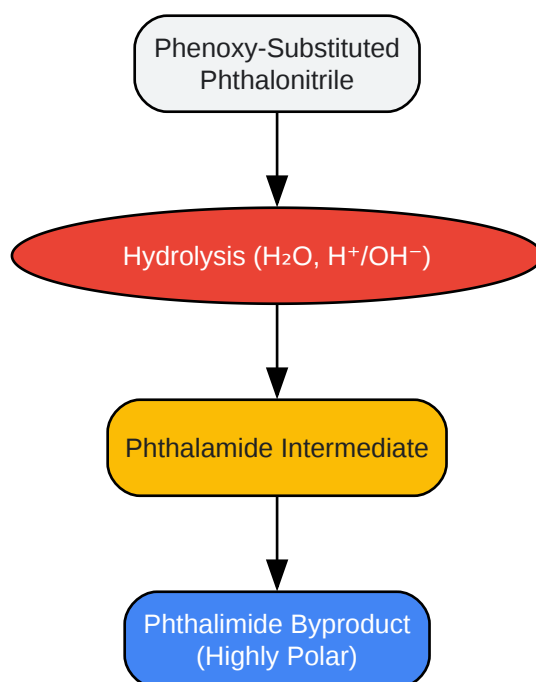 Phenoxy-Substituted
Phthalonitrile
Hydrolysis (H₂O, H⁺/OH⁻)
Phthalamide Intermediate
Phthalimide Byproduct
(Highly Polar)